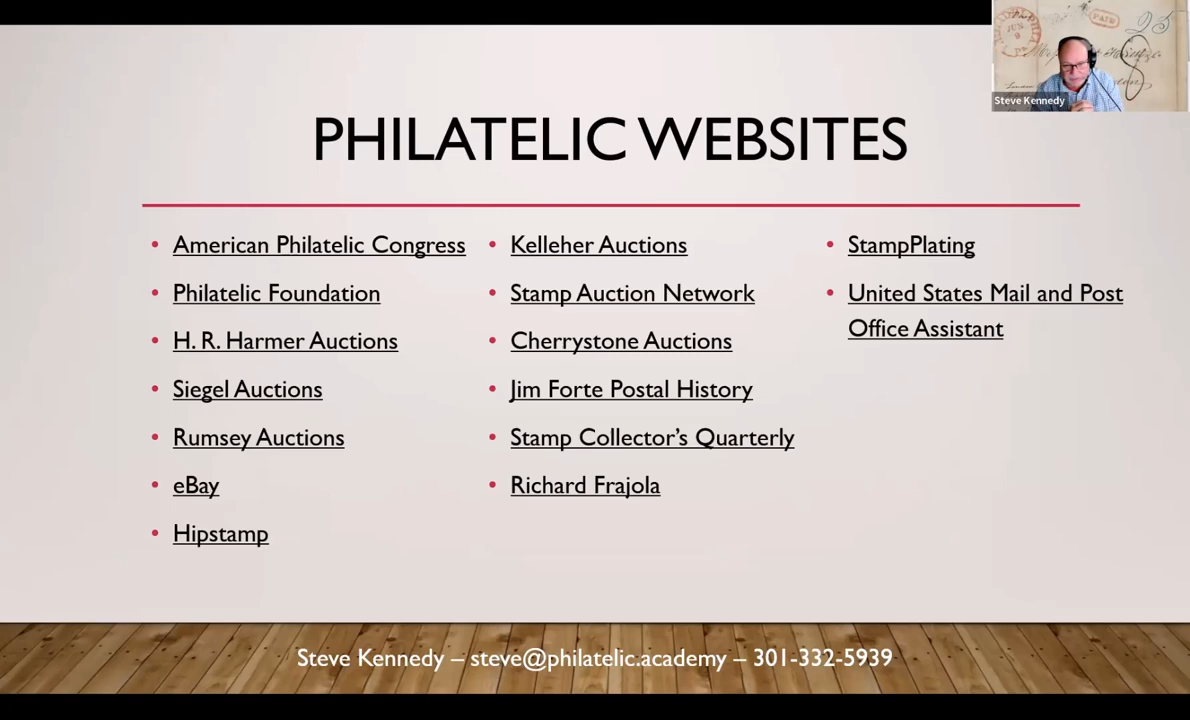 PHILATELIC WEBSITES
• American Philatelic Congress
• Philatelic Foundation
• H. R. Harmer Auctions
• Siegel Auctions
• Rumsey Auctions
• eBay
• Hipstamp
• Kelleher Auctions
• Stamp Auction Network
• Cherrystone Auctions
• Jim Forte Postal History
• Stamp Collector’s Quarterly
• Richard Frajola
• StampPlating
• United States Mail and Post
Office Assistant
Steve Kennedy – steve@philatelic.academy – 301-332-5939
PAID
25
Steve Kennedy